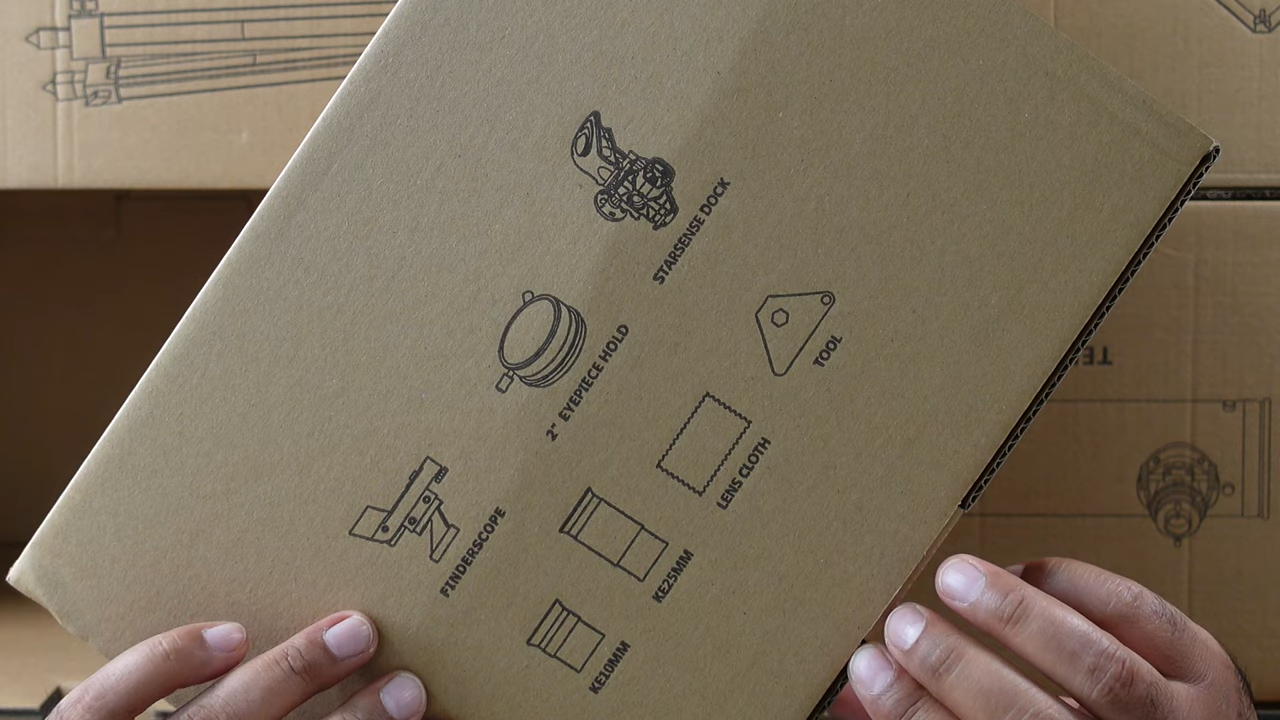 STARSENSE DOCK
2" EYEPIECE HOLD
TOOL
FINDERSCOPE
LENS CLOTH
KE25MM
KE10MM